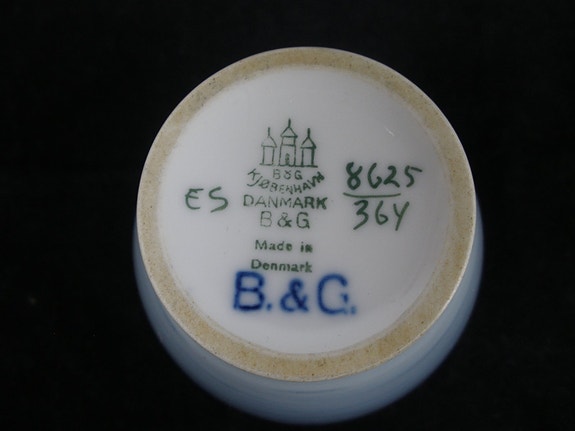 B&G
KJØBENHAVN
DANMARK
B&G
ES
8625
364
Made in
Denmark
B.&G.